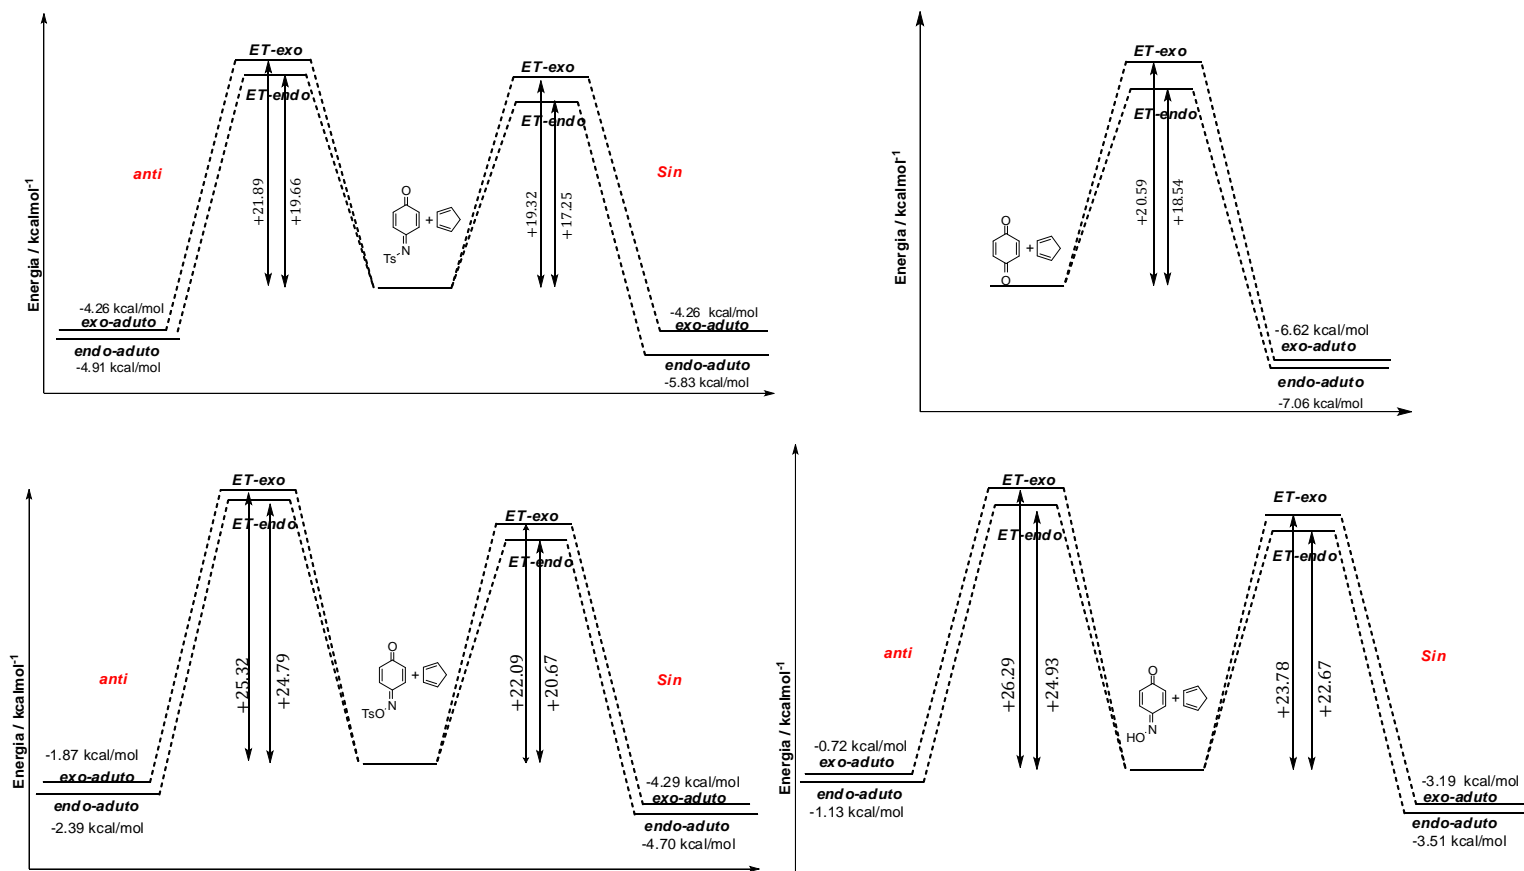 ET-exo
ET-endo
anti
+21.89
+19.66
O
N
Ts
+
ET-exo
ET-endo
Sin
+19.32
+17.25
Energia / kcalmol-1
-4.26 kcal/mol
exo-aduto
endo-aduto
-4.91 kcal/mol
-4.26 kcal/mol
exo-aduto
endo-aduto
-5.83 kcal/mol
ET-exo
ET-endo
+20.59
+18.54
Energia / kcalmol-1
O
+
O
-6.62 kcal/mol
exo-aduto
endo-aduto
-7.06 kcal/mol
ET-exo
ET-endo
anti
+25.32
+24.79
O
+
N
TsO
ET-exo
ET-endo
Sin
+22.09
+20.67
Energia / kcalmol-1
-1.87 kcal/mol
exo-aduto
endo-aduto
-2.39 kcal/mol
-4.29 kcal/mol
exo-aduto
endo-aduto
-4.70 kcal/mol
ET-exo
ET-endo
anti
+26.29
+24.93
O
+
N
HO
ET-exo
ET-endo
Sin
+23.78
+22.67
Energia / kcalmol-1
-0.72 kcal/mol
exo-aduto
endo-aduto
-1.13 kcal/mol
-3.19 kcal/mol
exo-aduto
endo-aduto
-3.51 kcal/mol